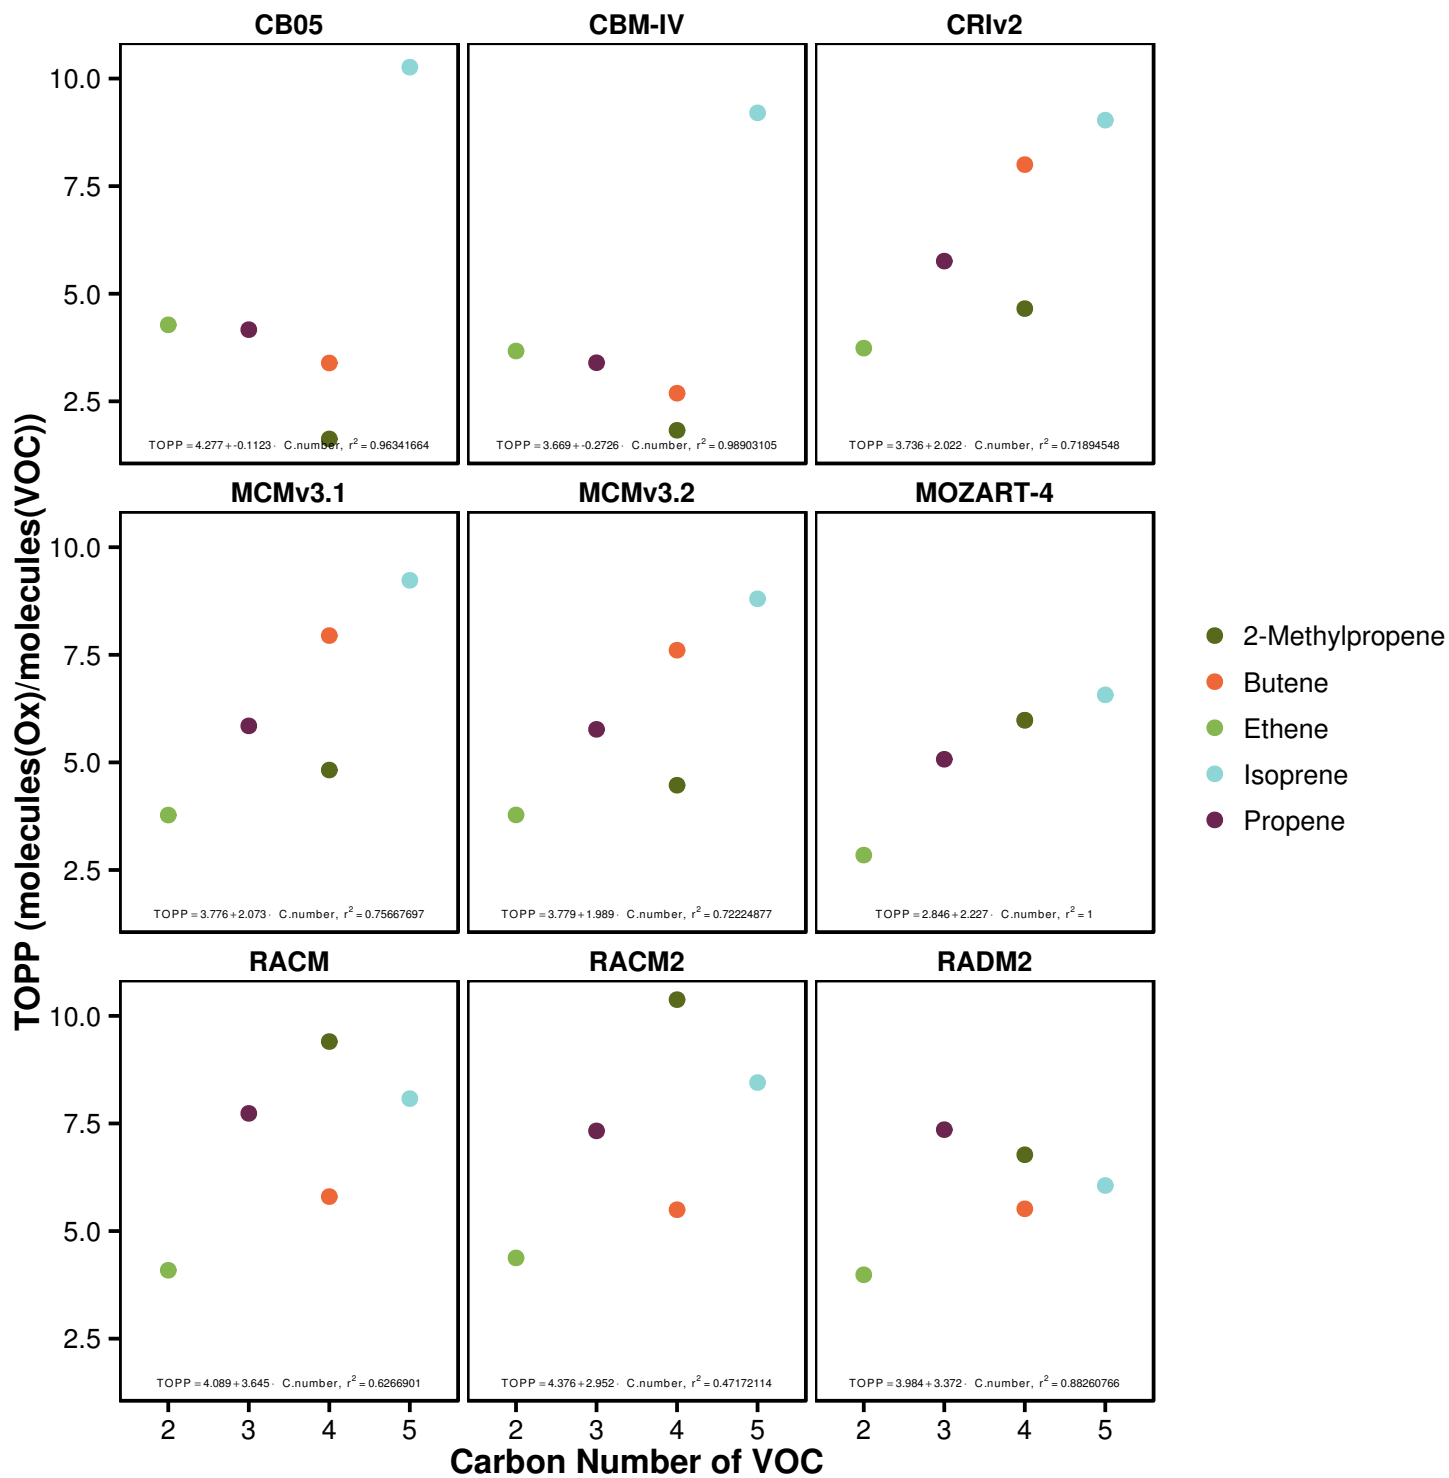 CB05 CBM-IV CRIv2
10.0
7.5
5.0
2.5
TOPP = 4.277 + -0.1123 · C.number, r² = 0.96341664
TOPP = 3.669 + -0.2726 · C.number, r² = 0.98903105
TOPP = 3.736 + 2.022 · C.number, r² = 0.71894548
MCMv3.1 MCMv3.2 MOZART-4
10.0
7.5
5.0
2.5
TOPP = 3.776 + 2.073 · C.number, r² = 0.75667697
TOPP = 3.779 + 1.989 · C.number, r² = 0.72224877
TOPP = 2.846 + 2.227 · C.number, r² = 1
RACM RACM2 RADM2
10.0
7.5
5.0
2.5
TOPP = 4.089 + 3.645 · C.number, r² = 0.6266901
TOPP = 4.376 + 2.952 · C.number, r² = 0.47172114
TOPP = 3.984 + 3.372 · C.number, r² = 0.88260766
2 3 4 5 2 3 4 5 2 3 4 5
Carbon Number of VOC
TOPP (molecules(Ox)/molecules(VOC))
2-Methylpropene
Butene
Ethene
Isoprene
Propene